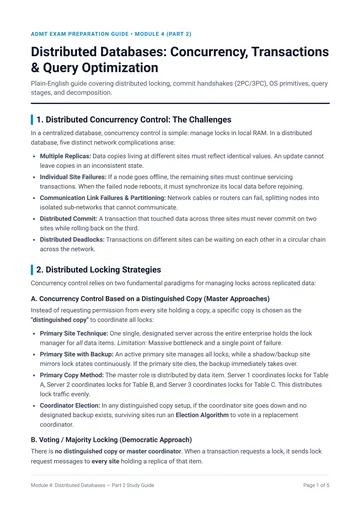 ADMT EXAM PREPARATION GUIDE • MODULE 4 (PART 2)
Distributed Databases: Concurrency, Transactions
& Query Optimization
Plain-English guide covering distributed locking, commit handshakes (2PC/3PC), OS primitives, query
stages, and decomposition.
1. Distributed Concurrency Control: The Challenges
In a centralized database, concurrency control is simple: manage locks in local RAM. In a distributed
database, five distinct network complications arise:
• Multiple Replicas: Data copies living at different sites must reflect identical values. An update cannot
leave copies in an inconsistent state.
• Individual Site Failures: If a node goes offline, the remaining sites must continue servicing
transactions. When the failed node reboots, it must synchronize its local data before rejoining.
• Communication Link Failures & Partitioning: Network cables or routers can fail, splitting nodes into
isolated sub-networks that cannot communicate.
• Distributed Commit: A transaction that touched data across three sites must never commit on two
sites while rolling back on the third.
• Distributed Deadlocks: Transactions on different sites can be waiting on each other in a circular chain
across the network.
2. Distributed Locking Strategies
Concurrency control relies on two fundamental paradigms for managing locks across replicated data:
A. Concurrency Control Based on a Distinguished Copy (Master Approaches)
Instead of requesting permission from every site holding a copy, a specific copy is chosen as the
"distinguished copy" to coordinate all locks:
• Primary Site Technique: One single, designated server across the entire enterprise holds the lock
manager for all data items. Limitation: Massive bottleneck and a single point of failure.
• Primary Site with Backup: An active primary site manages all locks, while a shadow/backup site
mirrors lock states continuously. If the primary site dies, the backup immediately takes over.
• Primary Copy Method: The master role is distributed by data item. Server 1 coordinates locks for Table
A, Server 2 coordinates locks for Table B, and Server 3 coordinates locks for Table C. This distributes
lock traffic evenly.
• Coordinator Election: In any distinguished copy setup, if the coordinator site goes down and no
designated backup exists, surviving sites run an Election Algorithm to vote in a replacement
coordinator.
B. Voting / Majority Locking (Democratic Approach)
There is no distinguished copy or master coordinator. When a transaction requests a lock, it sends lock
request messages to every site holding a replica of that item.
Module 4: Distributed Databases — Part 2 Study Guide
Page 1 of 5